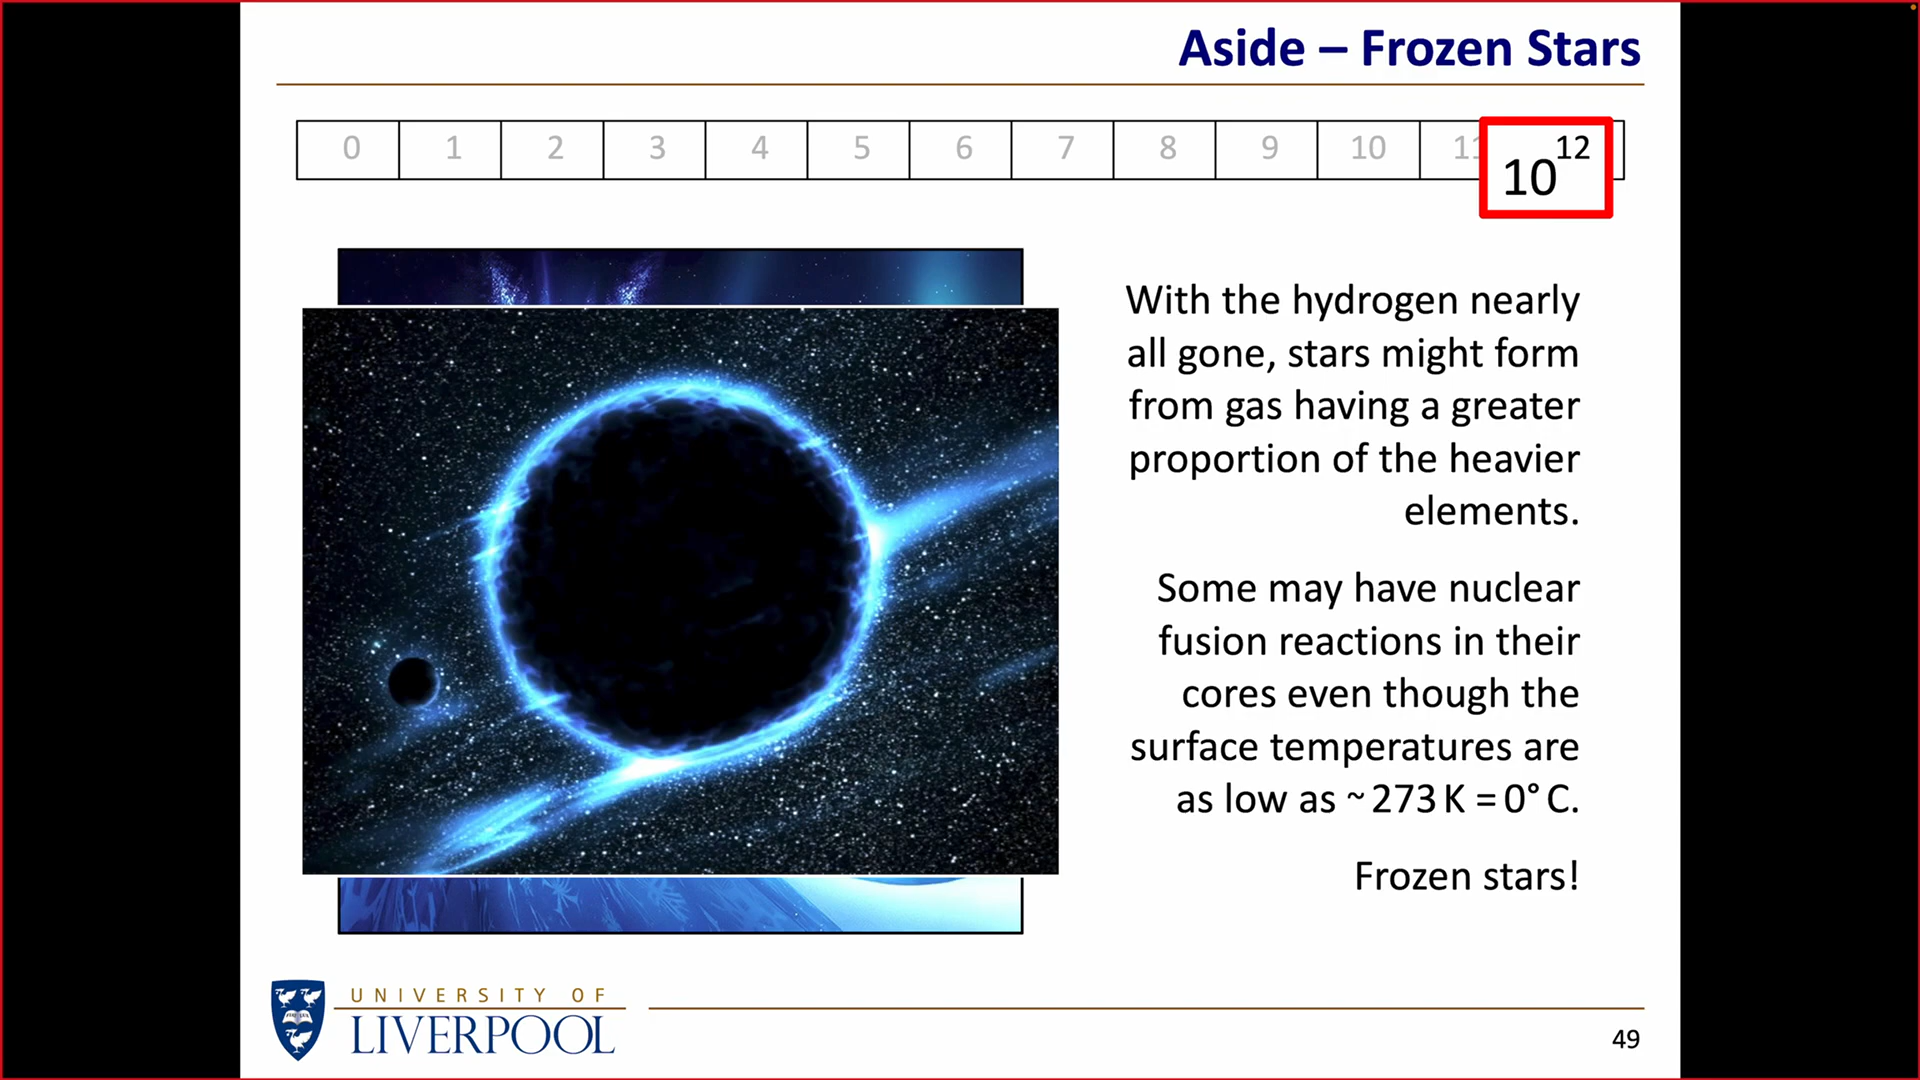 Aside – Frozen Stars
0 1 2 3 4 5 6 7 8 9 10 11 10^12
With the hydrogen nearly
all gone, stars might form
from gas having a greater
proportion of the heavier
elements.
Some may have nuclear
fusion reactions in their
cores even though the
surface temperatures are
as low as ~273 K = 0° C.
Frozen stars!
UNIVERSITY OF
LIVERPOOL
49